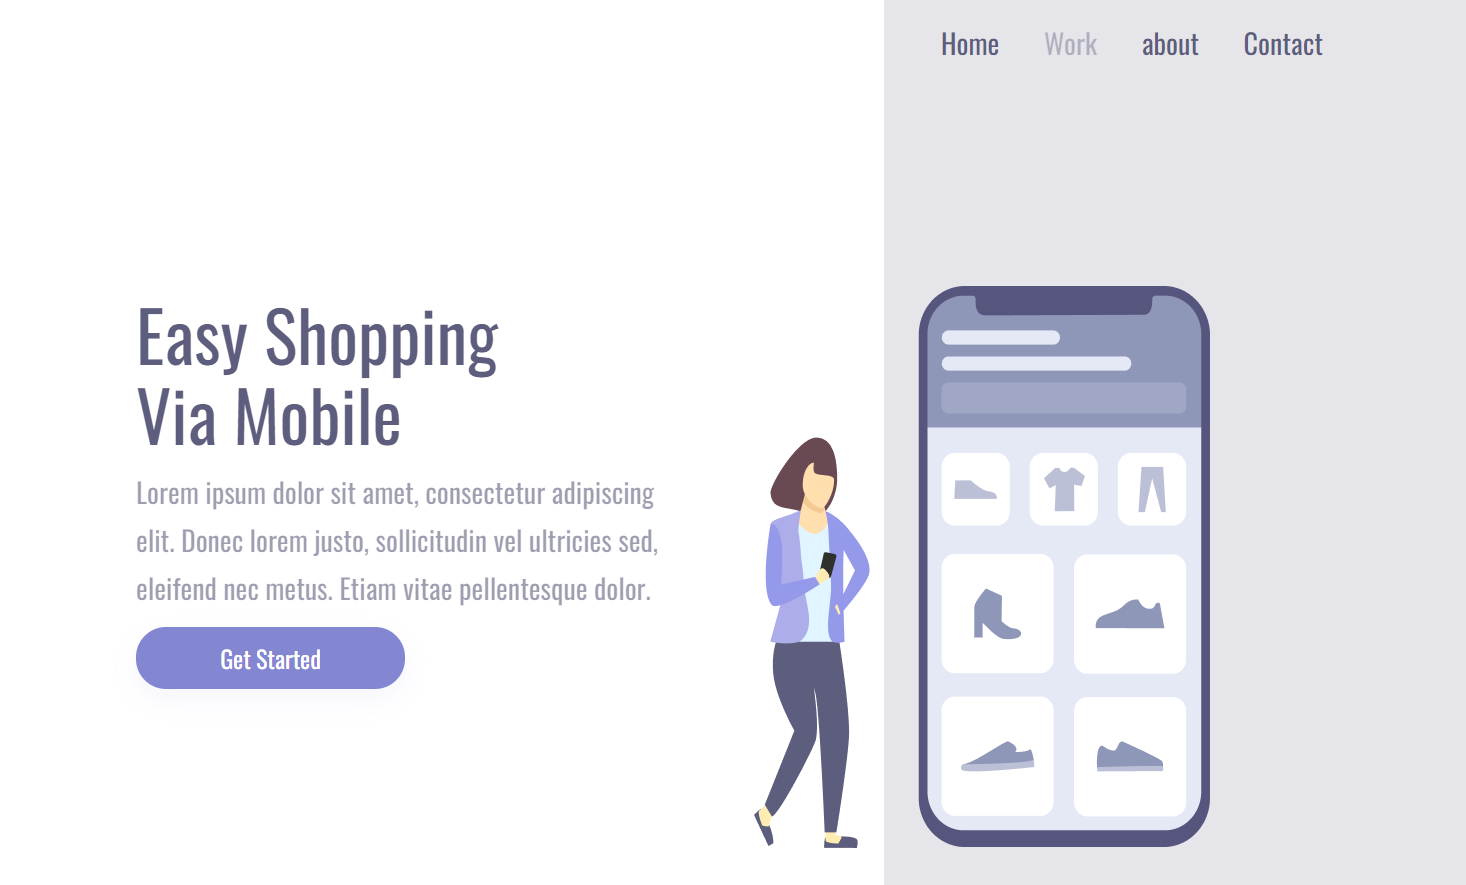 Home Work about Contact
Easy Shopping
Via Mobile
Lorem ipsum dolor sit amet, consectetur adipiscing
elit. Donec lorem justo, sollicitudin vel ultricies sed,
eleifend nec metus. Etiam vitae pellentesque dolor.
Get Started